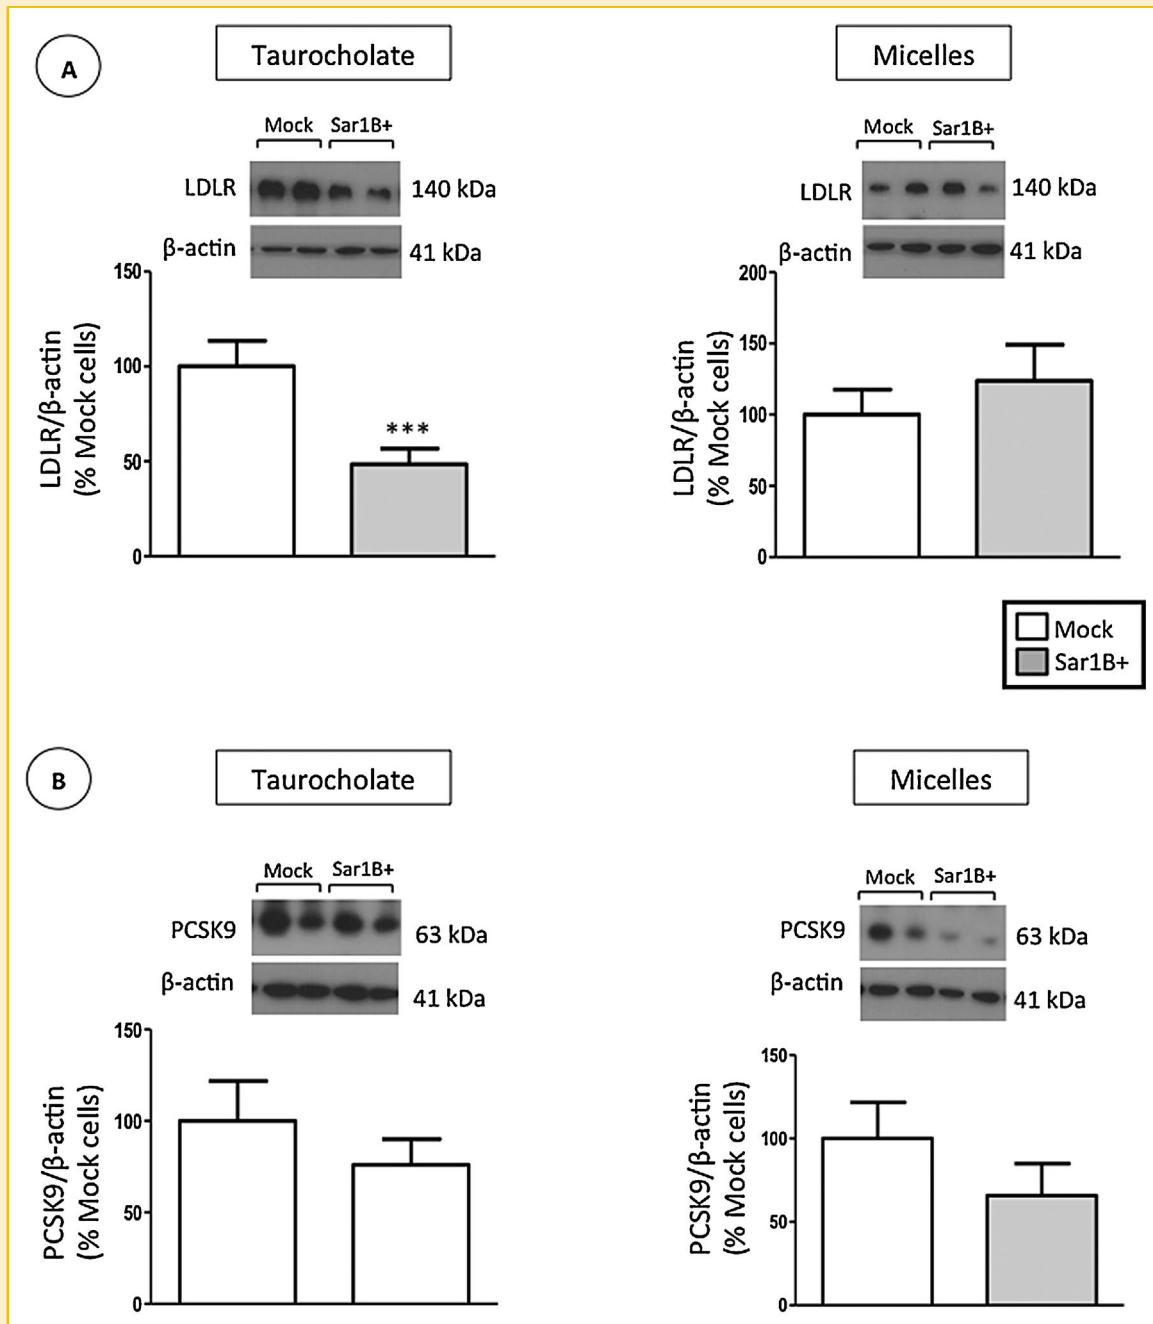 A
Taurocholate
Micelles
Mock Sar1B+
LDLR 140 kDa
β-actin 41 kDa
150
100
50
0
LDLR/β-actin
(% Mock cells)
***
Mock Sar1B+
LDLR 140 kDa
β-actin 41 kDa
200
150
100
50
0
LDLR/β-actin
(% Mock cells)
Mock
Sar1B+
B
Taurocholate
Micelles
Mock Sar1B+
PCSK9 63 kDa
β-actin 41 kDa
150
100
50
0
PCSK9/β-actin
(% Mock cells)
Mock Sar1B+
PCSK9 63 kDa
β-actin 41 kDa
150
100
50
0
PCSK9/β-actin
(% Mock cells)